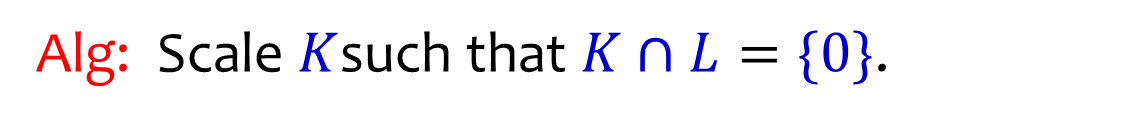 Alg: Scale K such that K ∩ L = {0}.